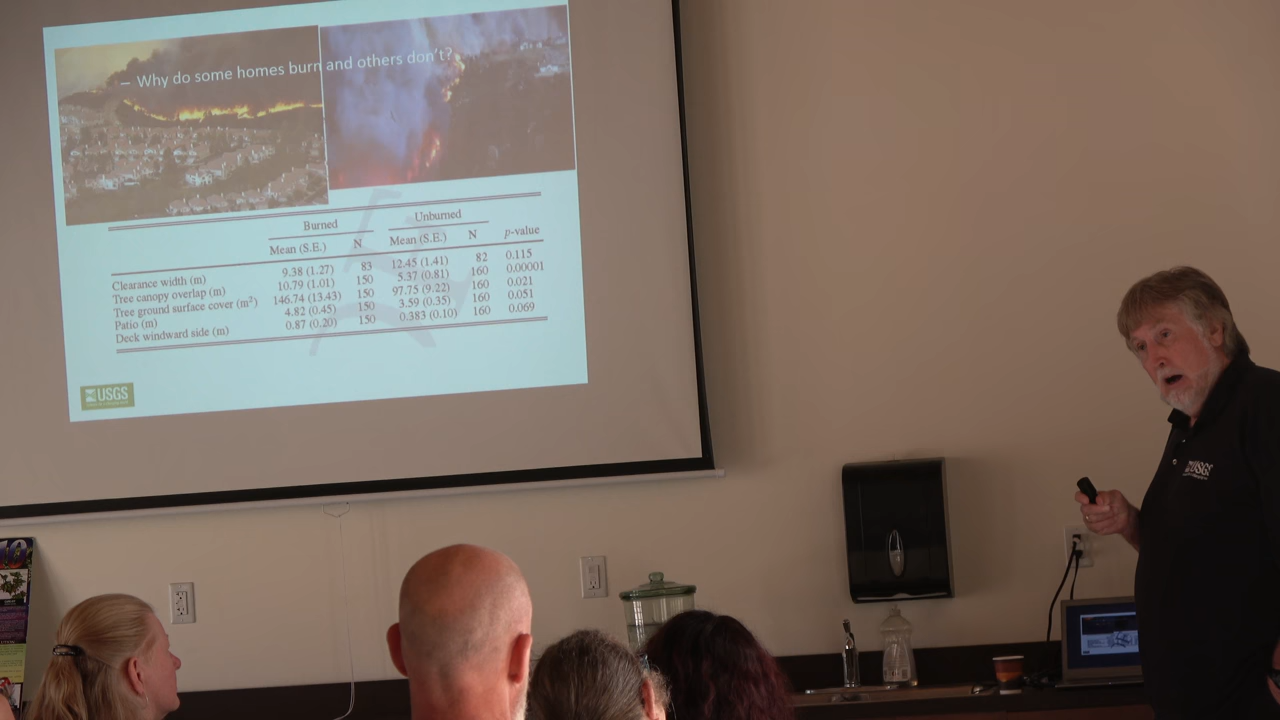 – Why do some homes burn and others don't?
Burned Unburned
Mean (S.E.) N Mean (S.E.) N p-value
Clearance width (m) 9.38 (1.27) 83 12.45 (1.41) 82 0.115
Tree canopy overlap (m) 10.79 (1.01) 150 5.37 (0.81) 160 0.00001
Tree ground surface cover (m²) 146.74 (13.43) 150 97.75 (9.22) 160 0.021
Patio (m) 4.82 (0.45) 150 3.59 (0.35) 160 0.051
Deck windward side (m) 0.87 (0.20) 150 0.383 (0.10) 160 0.069
USGS
USGS
10